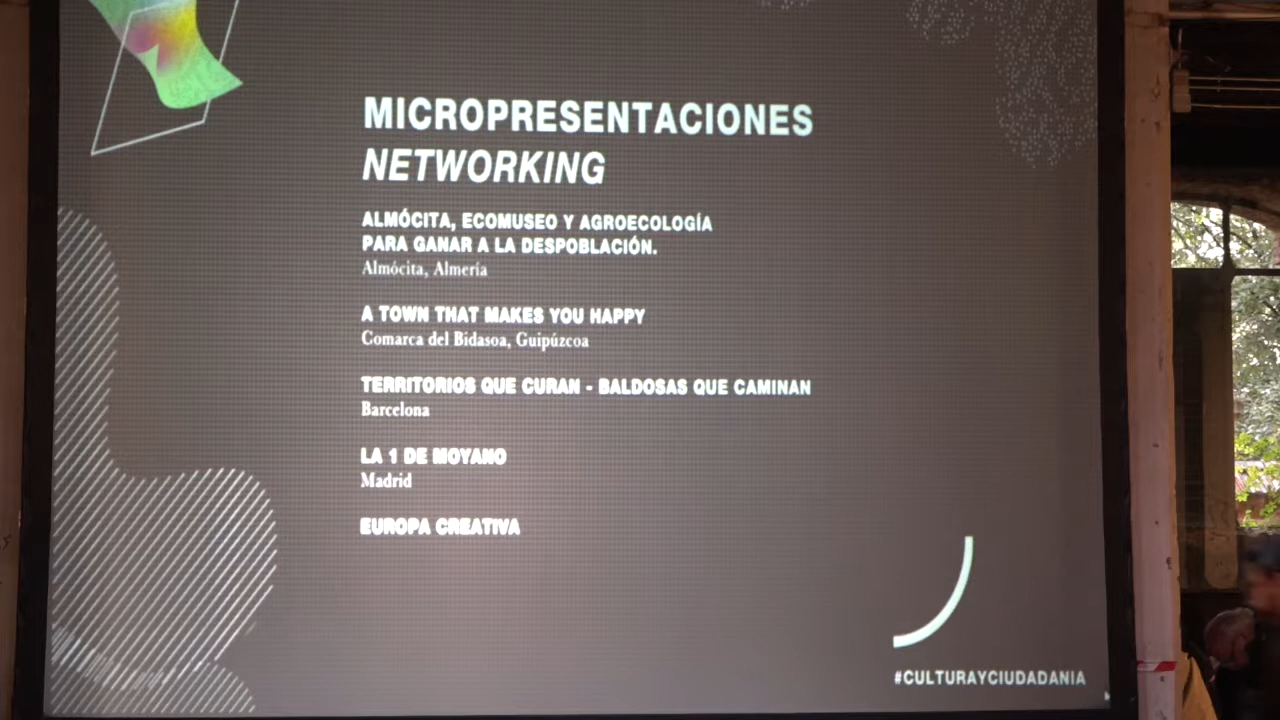 MICROPRESENTACIONES
NETWORKING
ALMÓCITA, ECOMUSEO Y AGROECOLOGÍA
PARA GANAR A LA DESPOBLACIÓN.
Almócita, Almería
A TOWN THAT MAKES YOU HAPPY
Comarca del Bidasoa, Guipúzcoa
TERRITORIOS QUE CURAN - BALDOSAS QUE CAMINAN
Barcelona
LA 1 DE MOYANO
Madrid
EUROPA CREATIVA
#CULTURAYCIUDADANIA